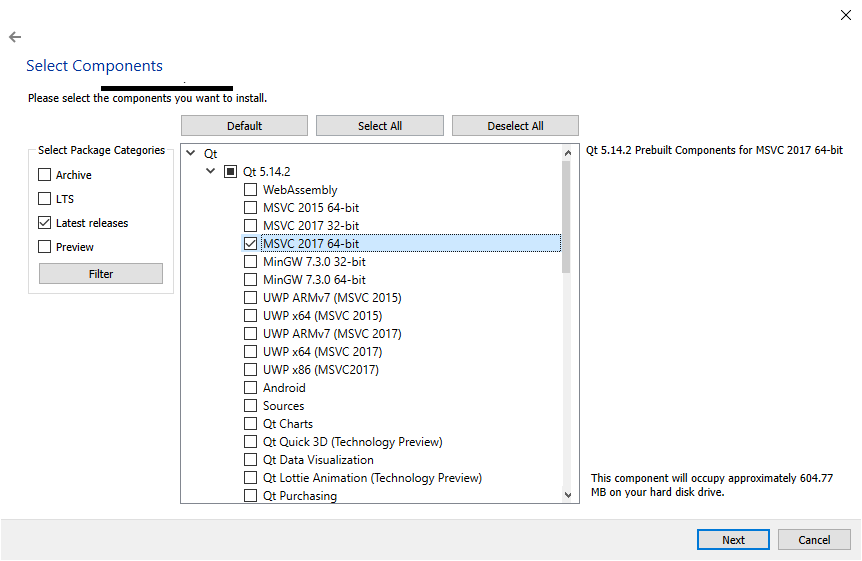 Select Components
Please select the components you want to install.
Default
Select All
Deselect All
Select Package Categories
Archive
LTS
Latest releases
Preview
Filter
Qt
Qt 5.14.2
WebAssembly
MSVC 2015 64-bit
MSVC 2017 32-bit
MSVC 2017 64-bit
MinGW 7.3.0 32-bit
MinGW 7.3.0 64-bit
UWP ARMv7 (MSVC 2015)
UWP x64 (MSVC 2015)
UWP ARMv7 (MSVC 2017)
UWP x64 (MSVC 2017)
UWP x86 (MSVC2017)
Android
Sources
Qt Charts
Qt Quick 3D (Technology Preview)
Qt Data Visualization
Qt Lottie Animation (Technology Preview)
Qt Purchasing
Qt 5.14.2 Prebuilt Components for MSVC 2017 64-bit
This component will occupy approximately 604.77
MB on your hard disk drive.
Next
Cancel